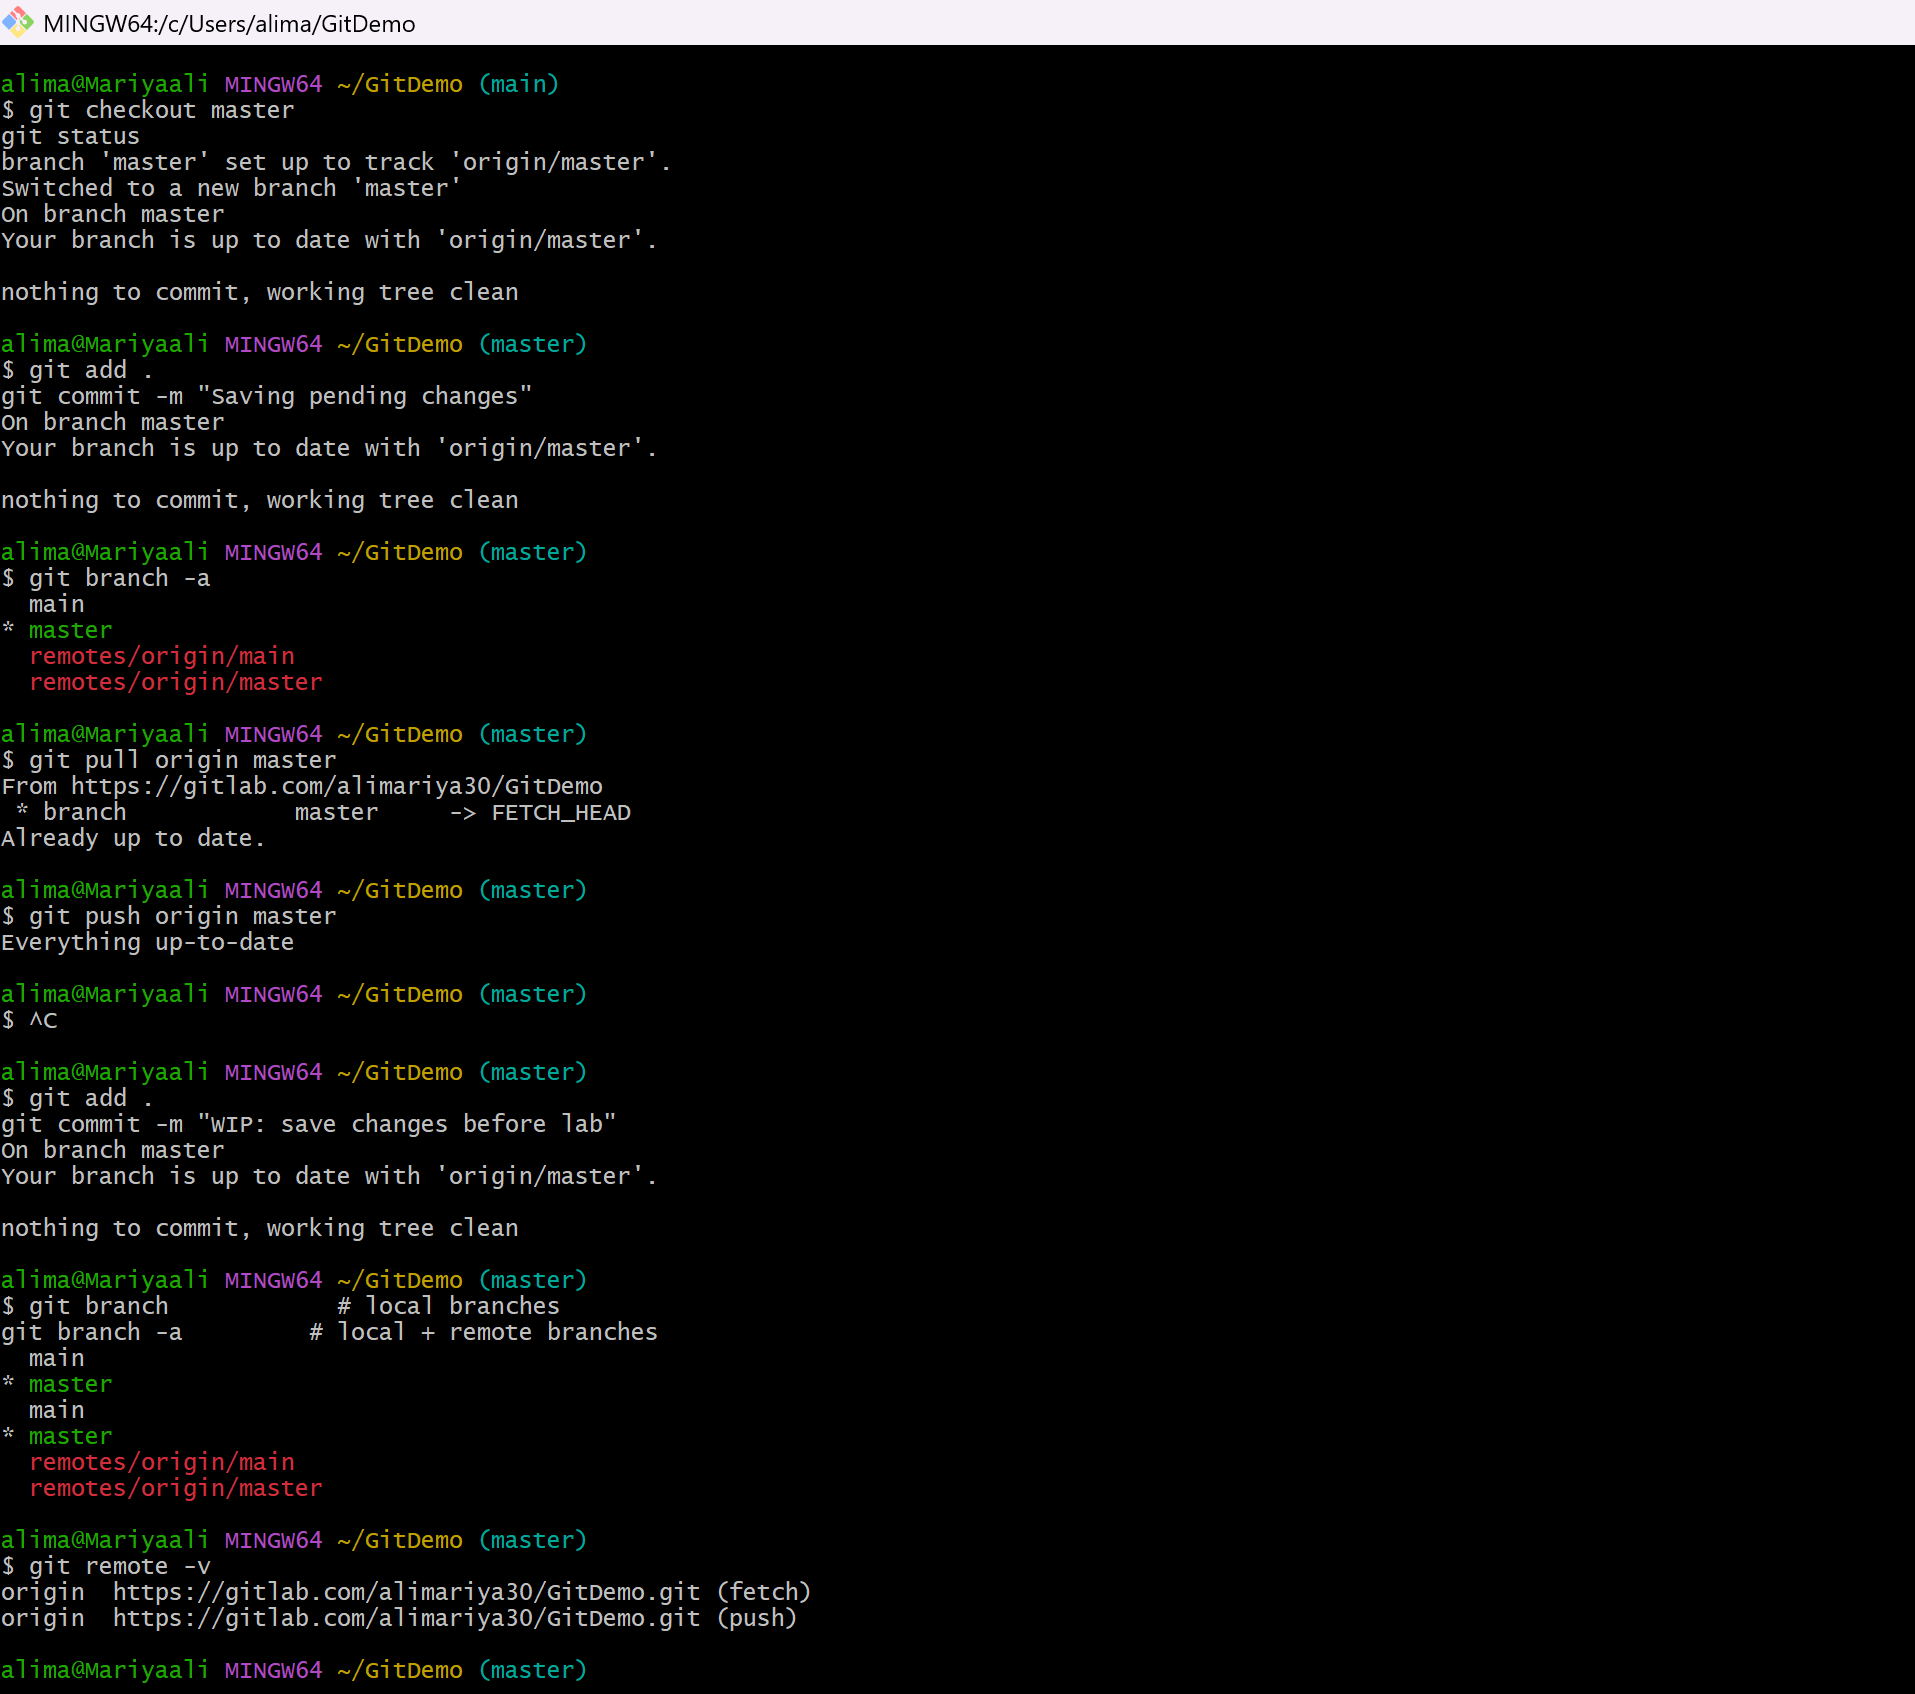 MINGW64:/c/Users/alima/GitDemo
alima@Mariyaali MINGW64 ~/GitDemo (main)
$ git checkout master
git status
branch 'master' set up to track 'origin/master'.
Switched to a new branch 'master'
On branch master
Your branch is up to date with 'origin/master'.
nothing to commit, working tree clean
alima@Mariyaali MINGW64 ~/GitDemo (master)
$ git add .
git commit -m "Saving pending changes"
On branch master
Your branch is up to date with 'origin/master'.
nothing to commit, working tree clean
alima@Mariyaali MINGW64 ~/GitDemo (master)
$ git branch -a
  main
* master
  remotes/origin/main
  remotes/origin/master
alima@Mariyaali MINGW64 ~/GitDemo (master)
$ git pull origin master
From https://gitlab.com/alimariya30/GitDemo
 * branch            master     -> FETCH_HEAD
Already up to date.
alima@Mariyaali MINGW64 ~/GitDemo (master)
$ git push origin master
Everything up-to-date
alima@Mariyaali MINGW64 ~/GitDemo (master)
$ ^C
alima@Mariyaali MINGW64 ~/GitDemo (master)
$ git add .
git commit -m "WIP: save changes before lab"
On branch master
Your branch is up to date with 'origin/master'.
nothing to commit, working tree clean
alima@Mariyaali MINGW64 ~/GitDemo (master)
$ git branch            # local branches
git branch -a         # local + remote branches
  main
* master
  main
* master
  remotes/origin/main
  remotes/origin/master
alima@Mariyaali MINGW64 ~/GitDemo (master)
$ git remote -v
origin  https://gitlab.com/alimariya30/GitDemo.git (fetch)
origin  https://gitlab.com/alimariya30/GitDemo.git (push)
alima@Mariyaali MINGW64 ~/GitDemo (master)